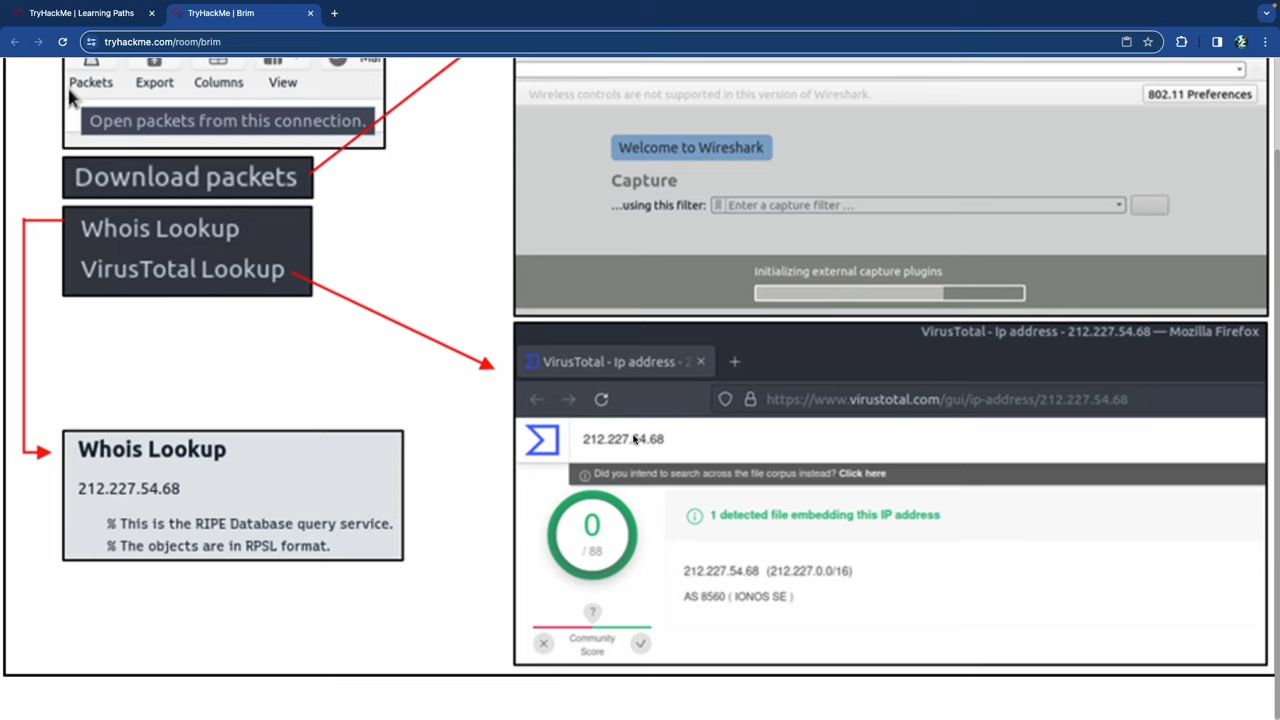 TryHackMe | Learning Paths
TryHackMe | Brim
tryhackme.com/room/brim
Packets
Export
Columns
View
Open packets from this connection.
Download packets
Whois Lookup
VirusTotal Lookup
Whois Lookup
212.227.54.68
% This is the RIPE Database query service.
% The objects are in RPSL format.
Wireless controls are not supported in this version of Wireshark.
802.11 Preferences
Welcome to Wireshark
Capture
...using this filter:
Enter a capture filter ...
Initializing external capture plugins
VirusTotal - Ip address - 212.227.54.68 — Mozilla Firefox
VirusTotal - Ip address - 2
https://www.virustotal.com/gui/ip-address/212.227.54.68
212.227.54.68
Did you intend to search across the file corpus instead? Click here
0
/ 88
1 detected file embedding this IP address
212.227.54.68 (212.227.0.0/16)
AS 8560 ( IONOS SE )
?
Community
Score